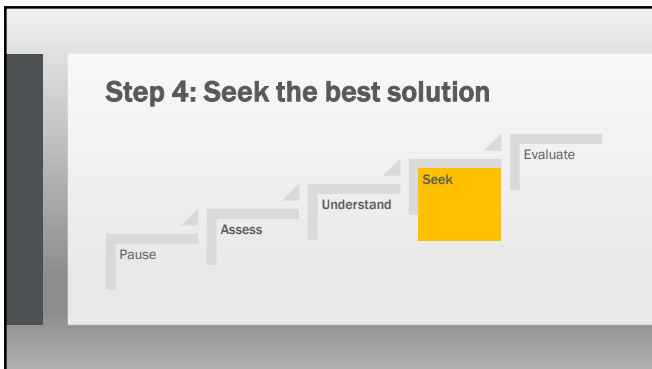 Step 4: Seek the best solution
Pause
Assess
Understand
Seek
Evaluate